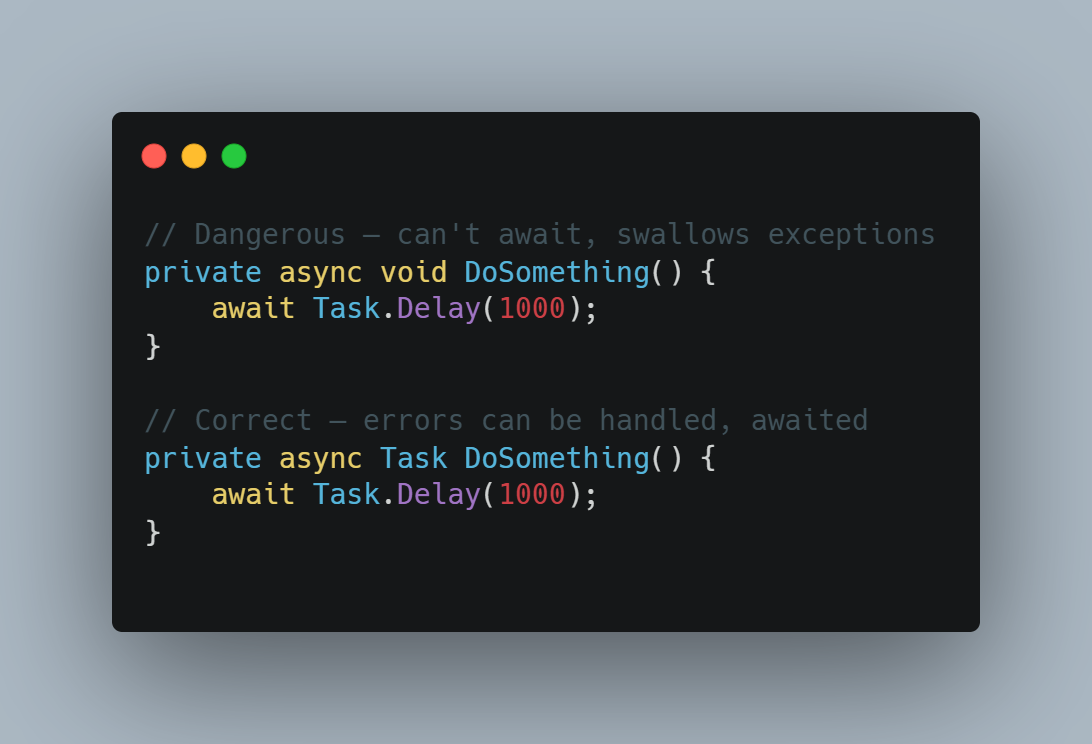 // Dangerous — can't await, swallows exceptions
private async void DoSomething() {
    await Task.Delay(1000);
}

// Correct — errors can be handled, awaited
private async Task DoSomething() {
    await Task.Delay(1000);
}